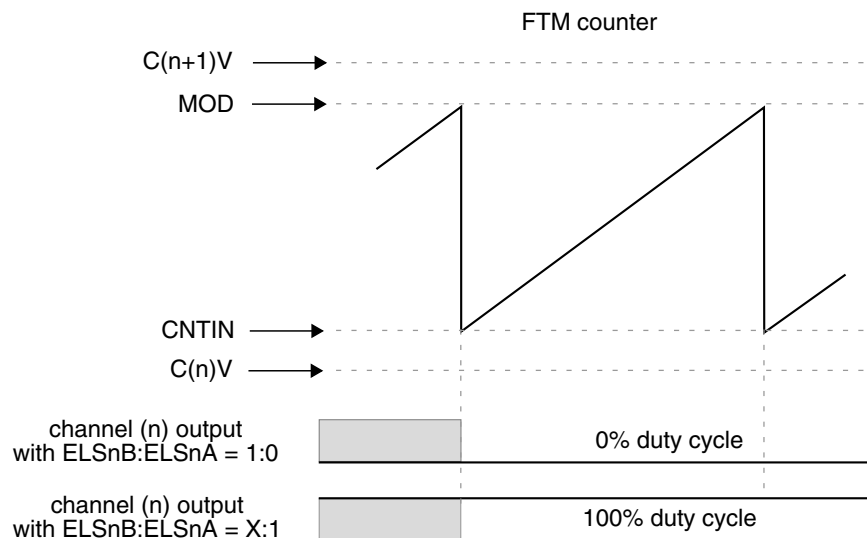 FTM counter
C(n+1)V
MOD
CNTIN
C(n)V
channel (n) output
with ELSnB:ELSnA = 1:0
0% duty cycle
channel (n) output
with ELSnB:ELSnA = X:1
100% duty cycle